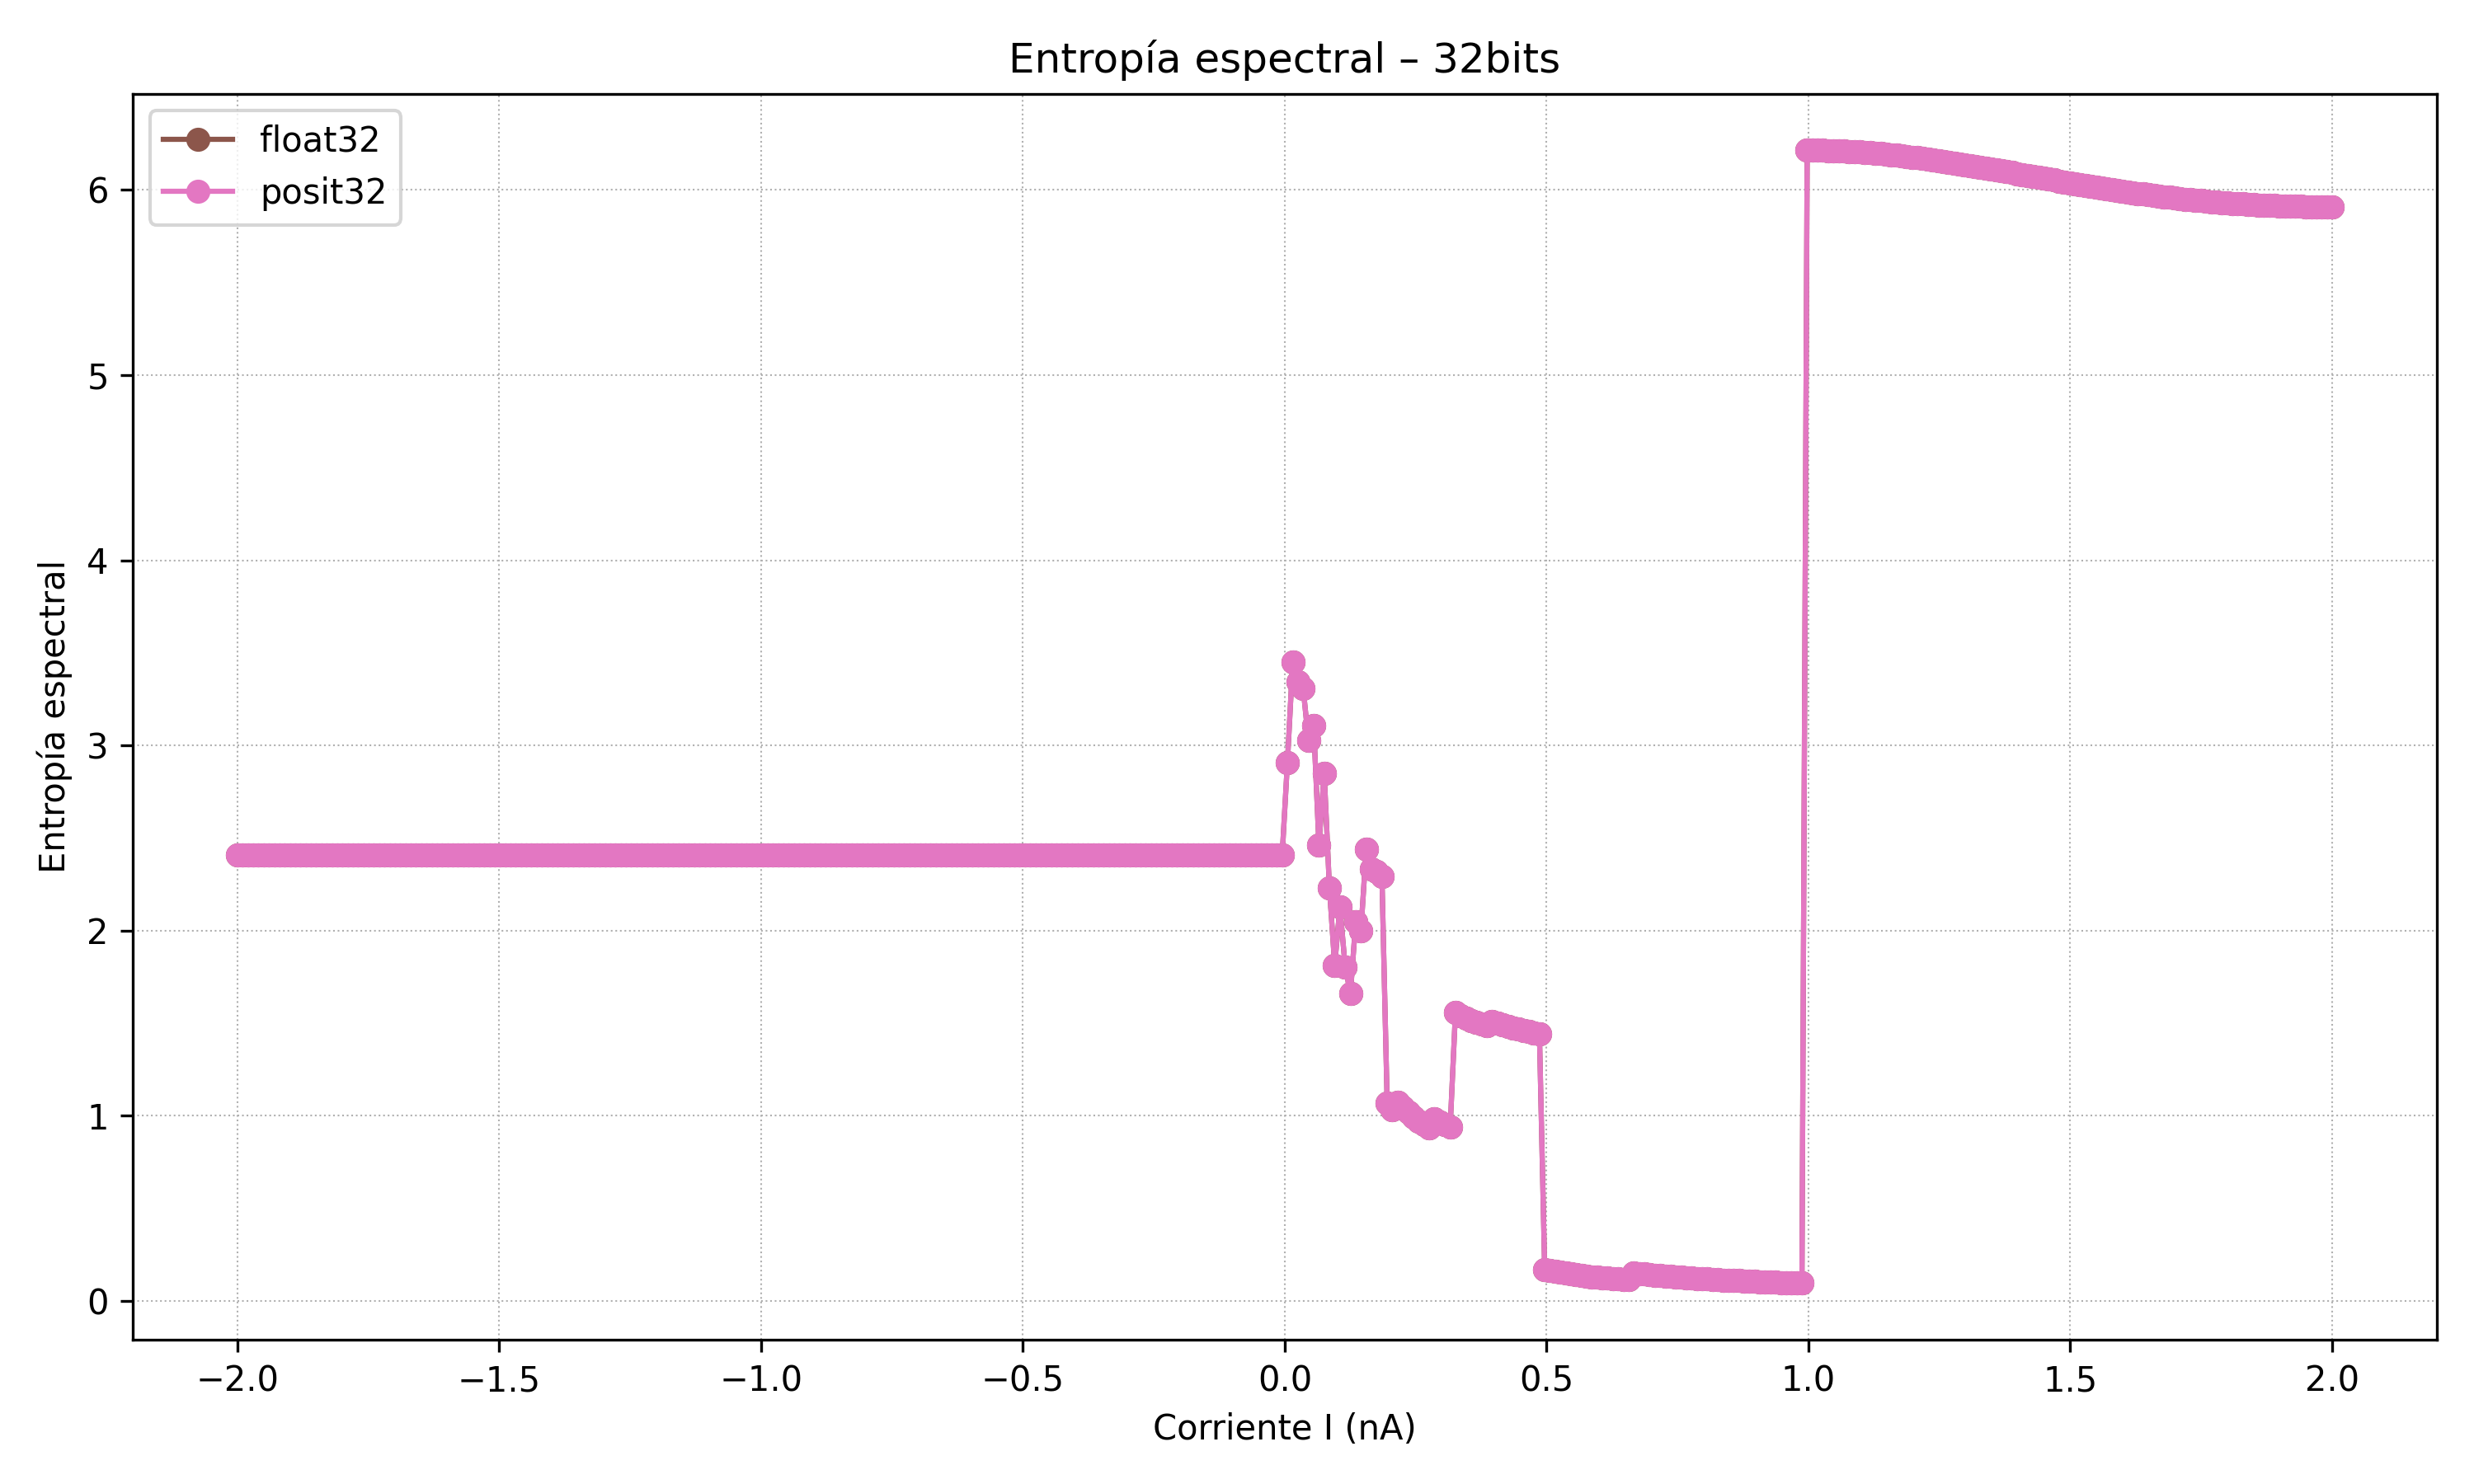 Entropía espectral – 32bits
float32
posit32
Entropía espectral
6
5
4
3
2
1
0
−2.0 −1.5 −1.0 −0.5 0.0 0.5 1.0 1.5 2.0
Corriente I (nA)